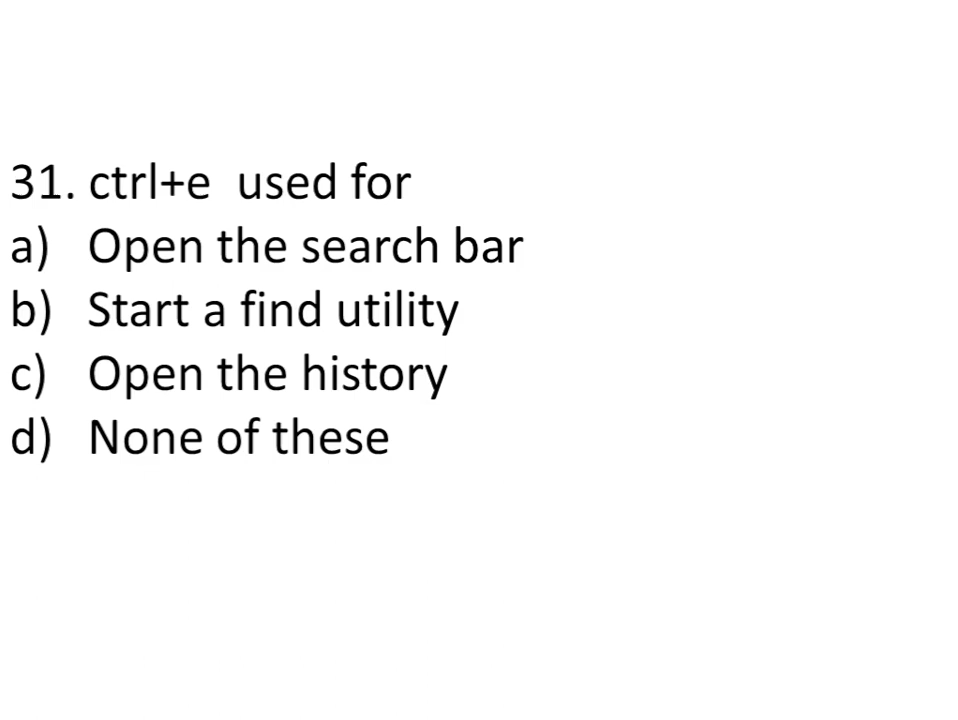 31. ctrl+e  used for
a)   Open the search bar
b)   Start a find utility
c)   Open the history
d)   None of these